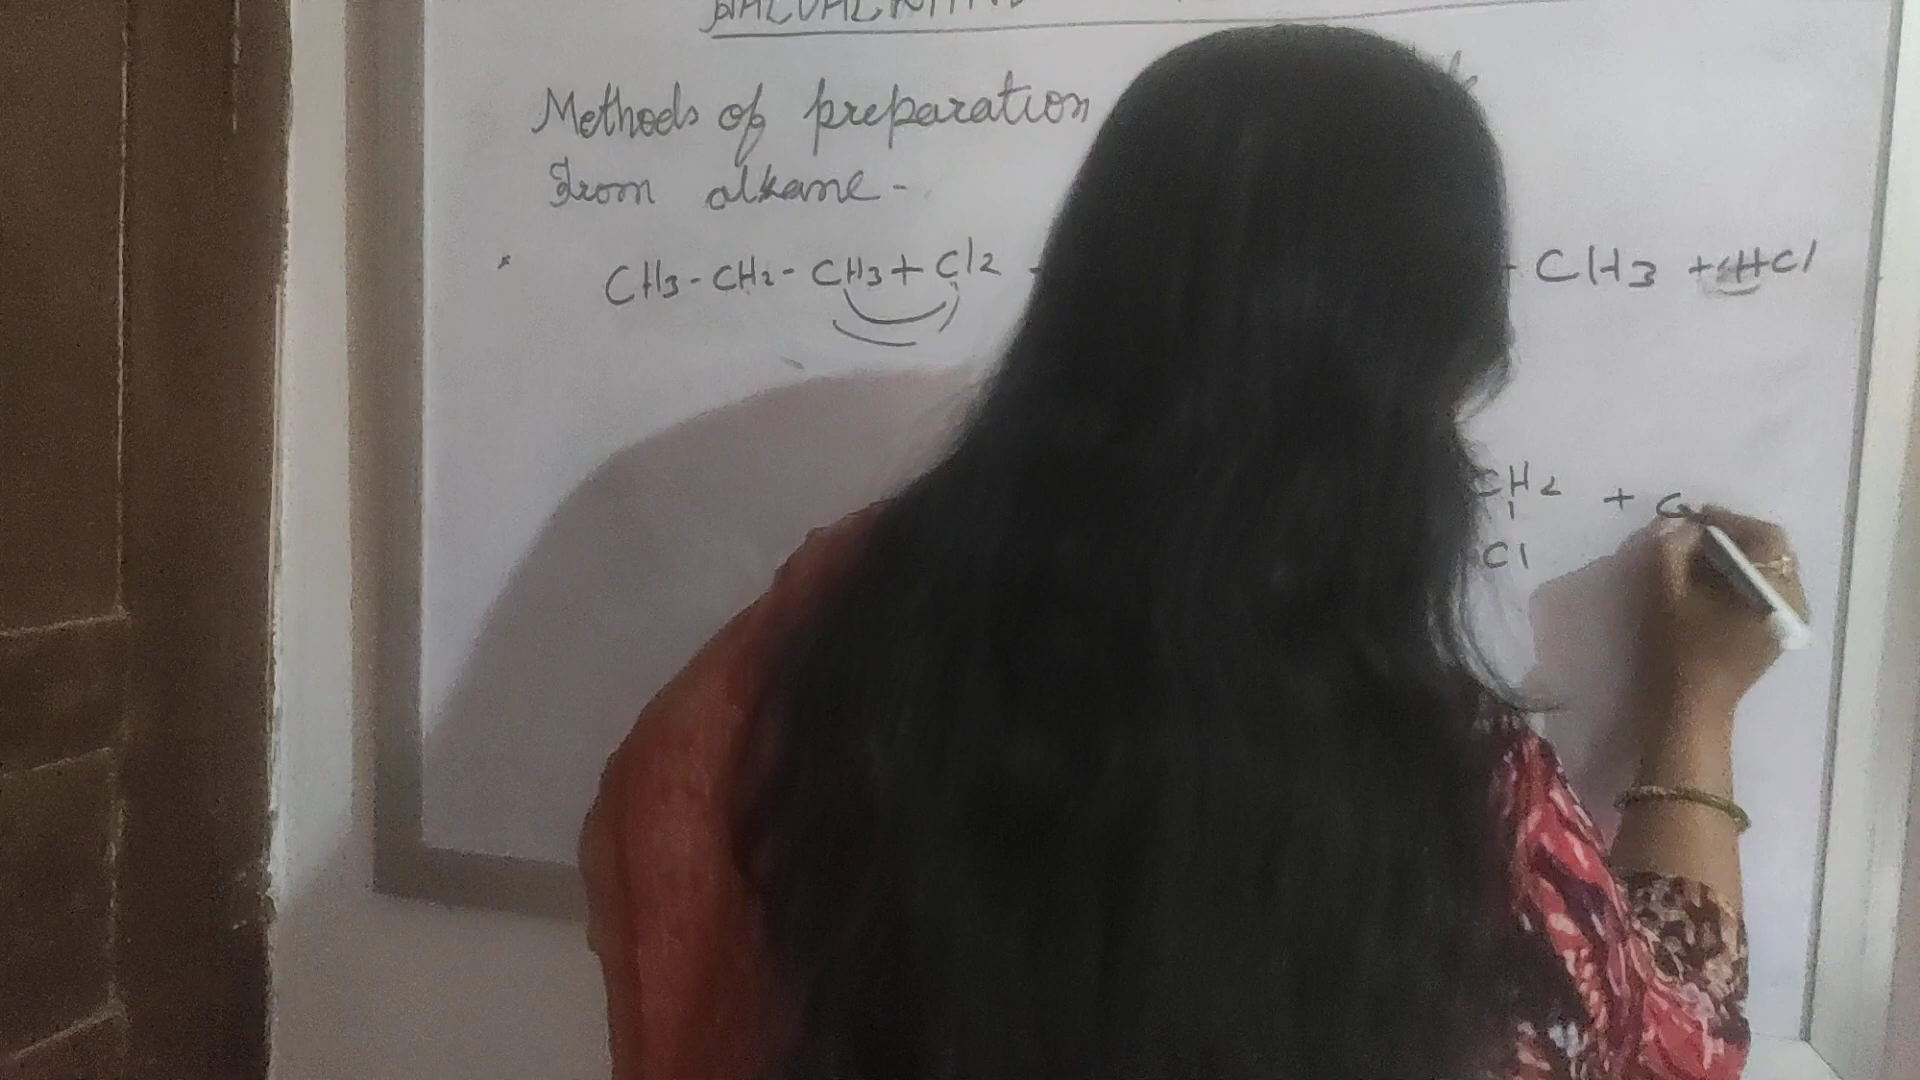 Methods of preparation
From alkane -
* CH3-CH2-CH3+Cl2 CH3 + HCl
CH2 +
Cl